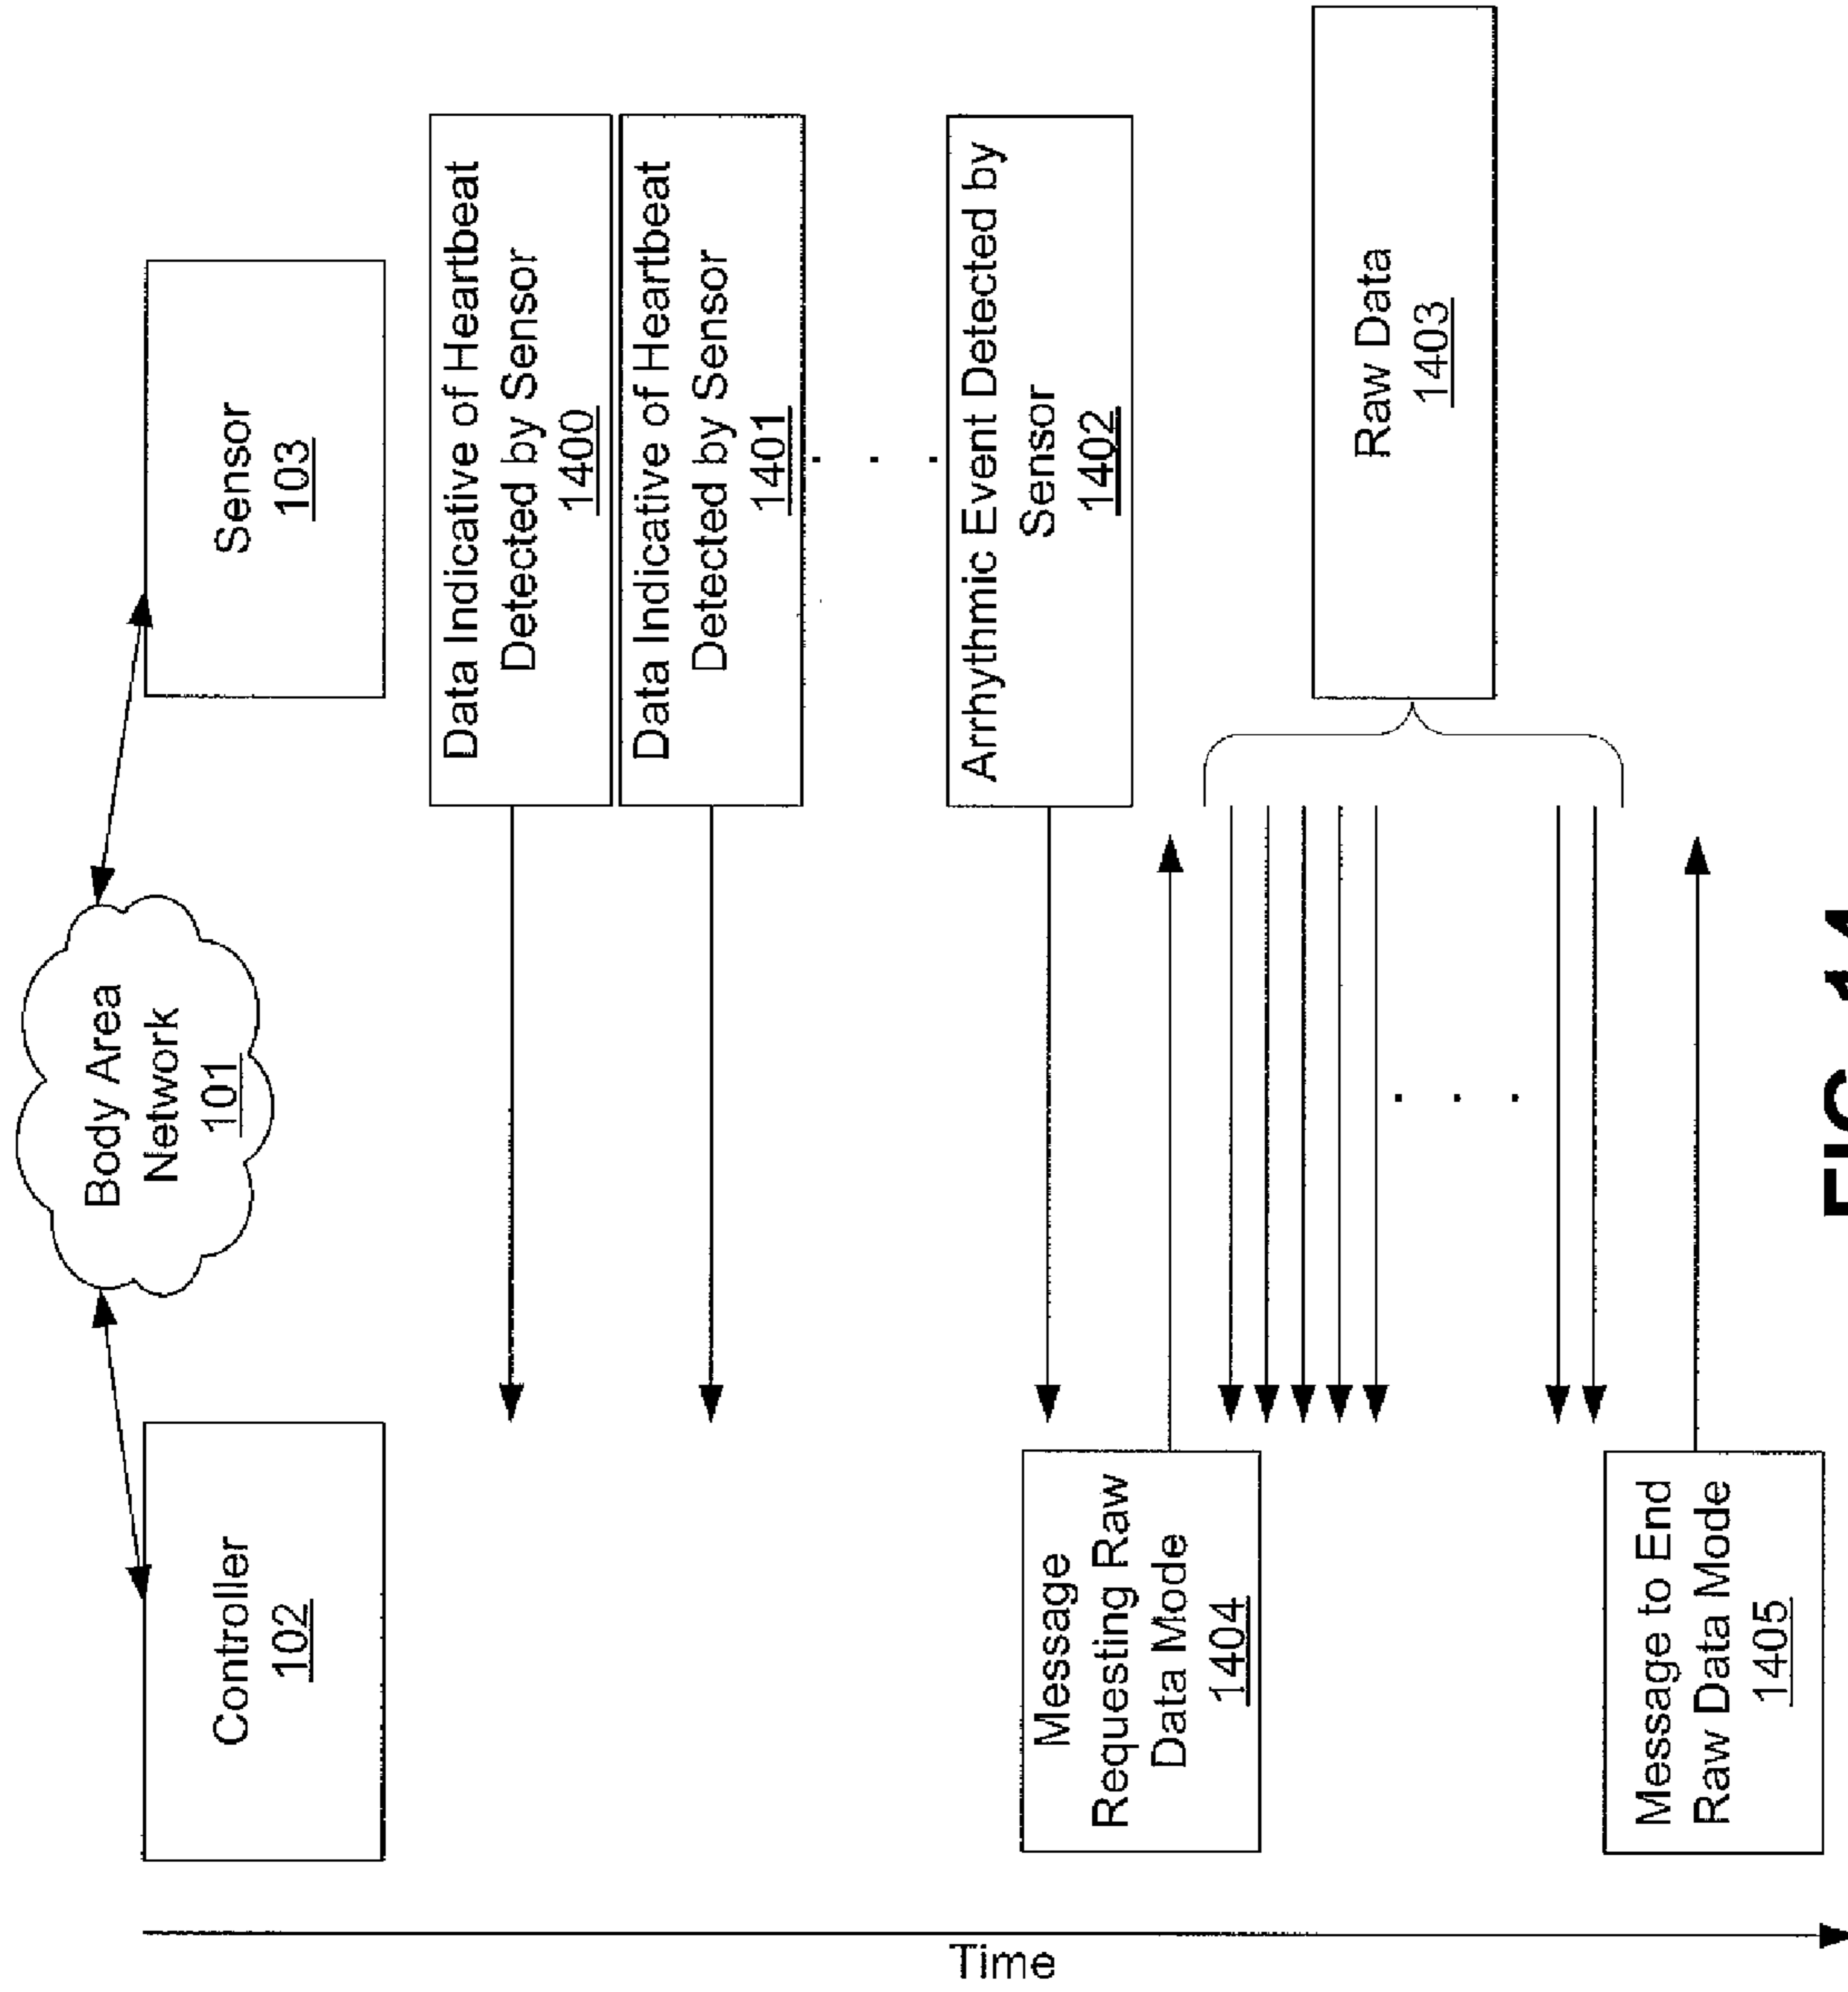 Body Area
Network
101
Controller
102
Sensor
103
Data Indicative of Heartbeat
Detected by Sensor
1400
Data Indicative of Heartbeat
Detected by Sensor
1401
Arrhythmic Event Detected by
Sensor
1402
Message
Requesting Raw
Data Mode
1404
Raw Data
1403
Message to End
Raw Data Mode
1405
Time